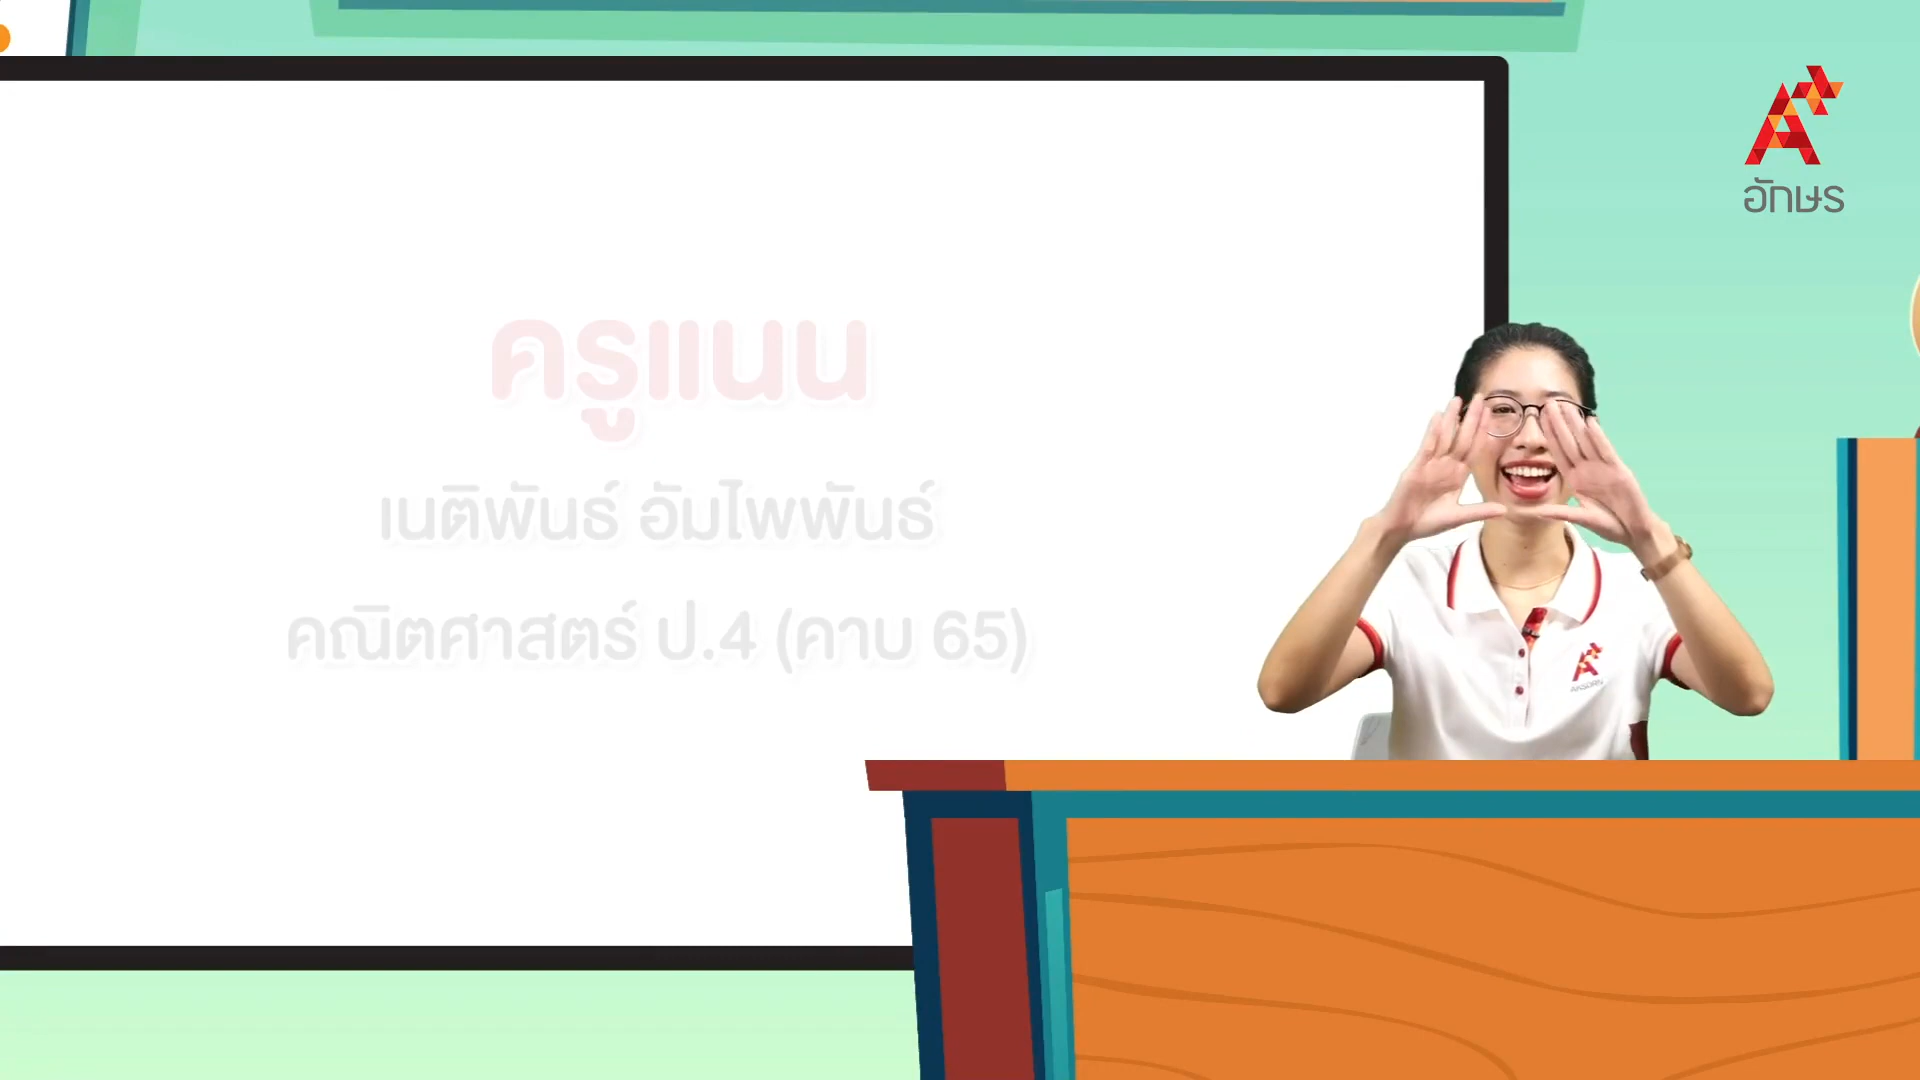 ครูแนน
เนติพันธ์ อัมไพพันธ์
คณิตศาสตร์ ป.4 (คาบ 65)
อักษร
AKSORN